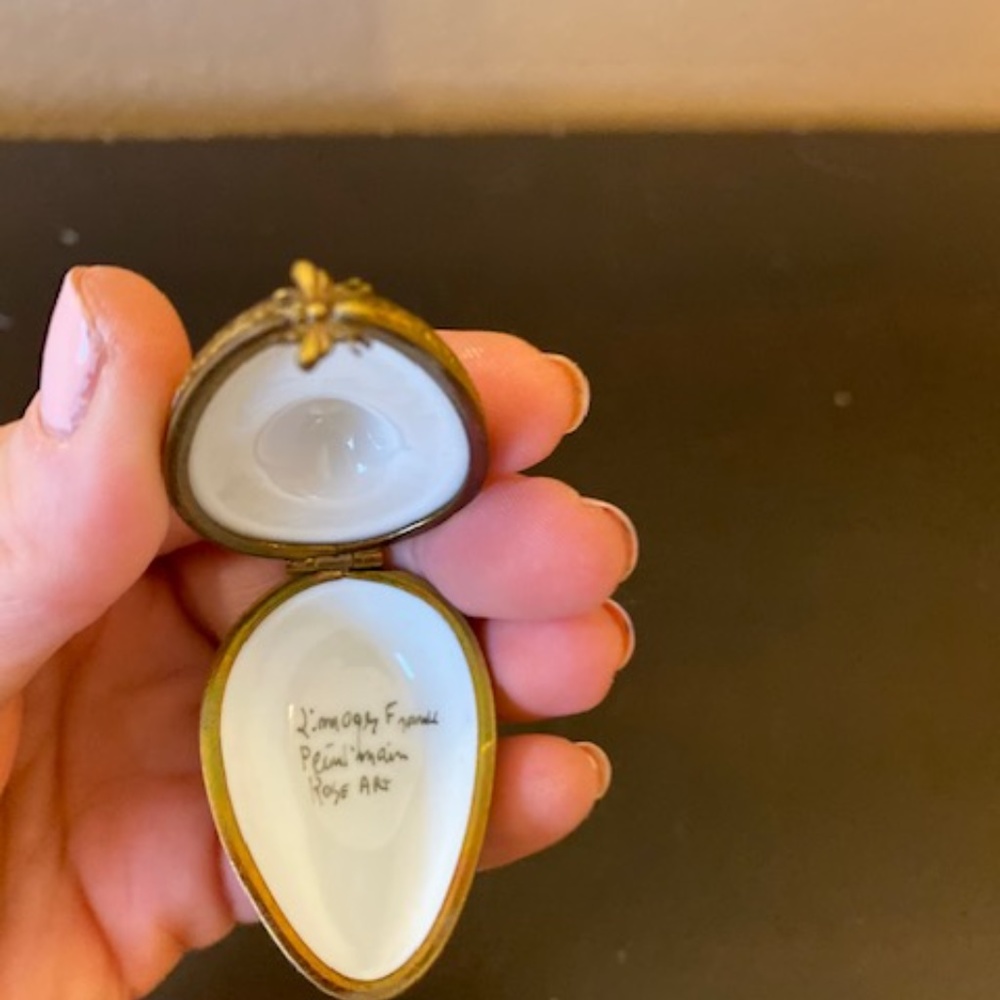 Limoges France
Peint main
Rose Art